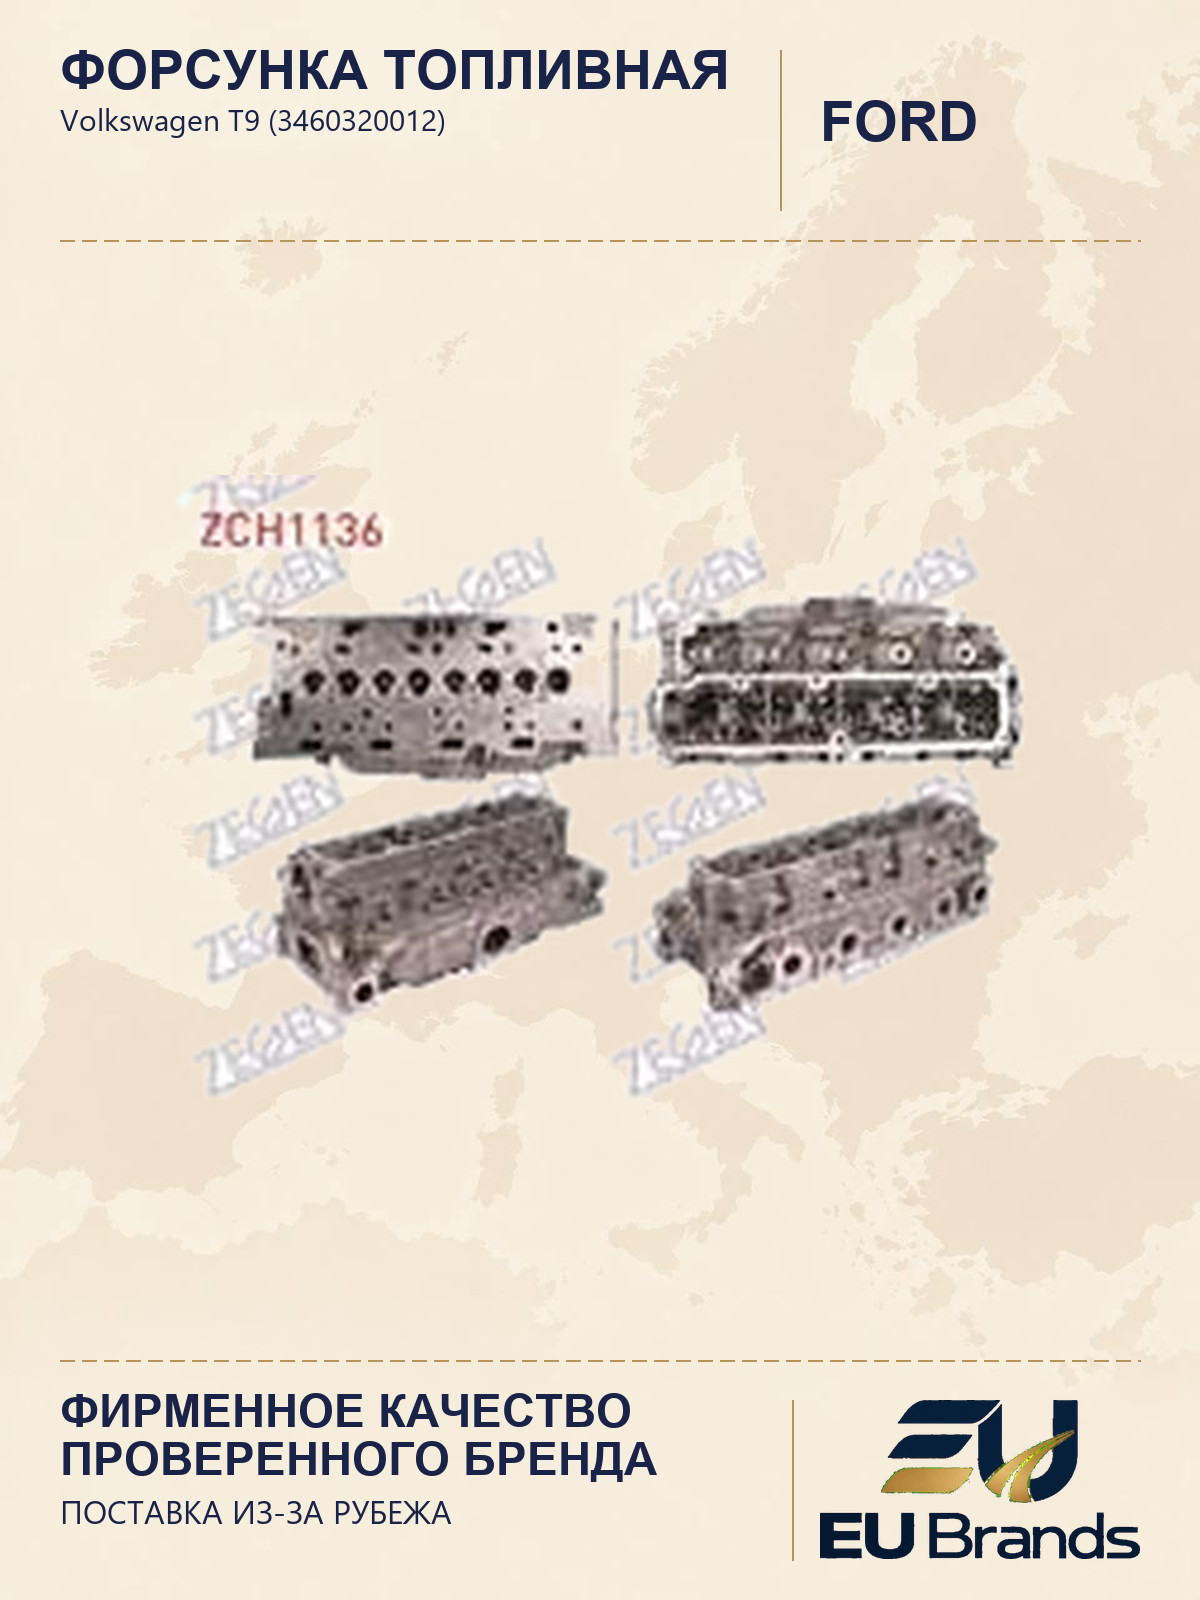 ФОРСУНКА ТОПЛИВНАЯ
Volkswagen T9 (3460320012)
FORD
ZCH1136
ФИРМЕННОЕ КАЧЕСТВО
ПРОВЕРЕННОГО БРЕНДА
ПОСТАВКА ИЗ-ЗА РУБЕЖА
EU Brands